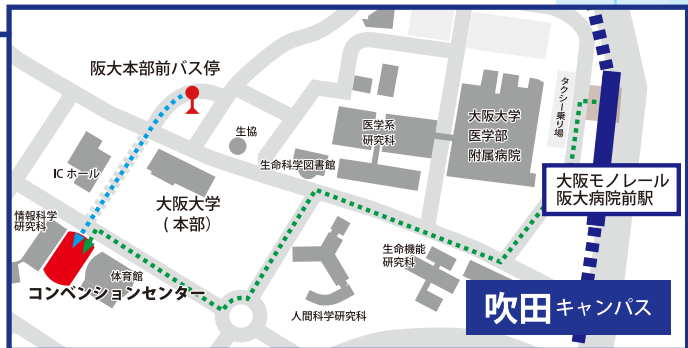 阪大本部前バス停
生協
ICホール
大阪大学
(本部)
情報科学
研究科
体育館
コンベンションセンター
生命科学図書館
医学系
研究科
大阪大学
医学部
附属病院
タクシー乗り場
大阪モノレール
阪大病院前駅
生命機能
研究科
人間科学研究科
吹田キャンパス